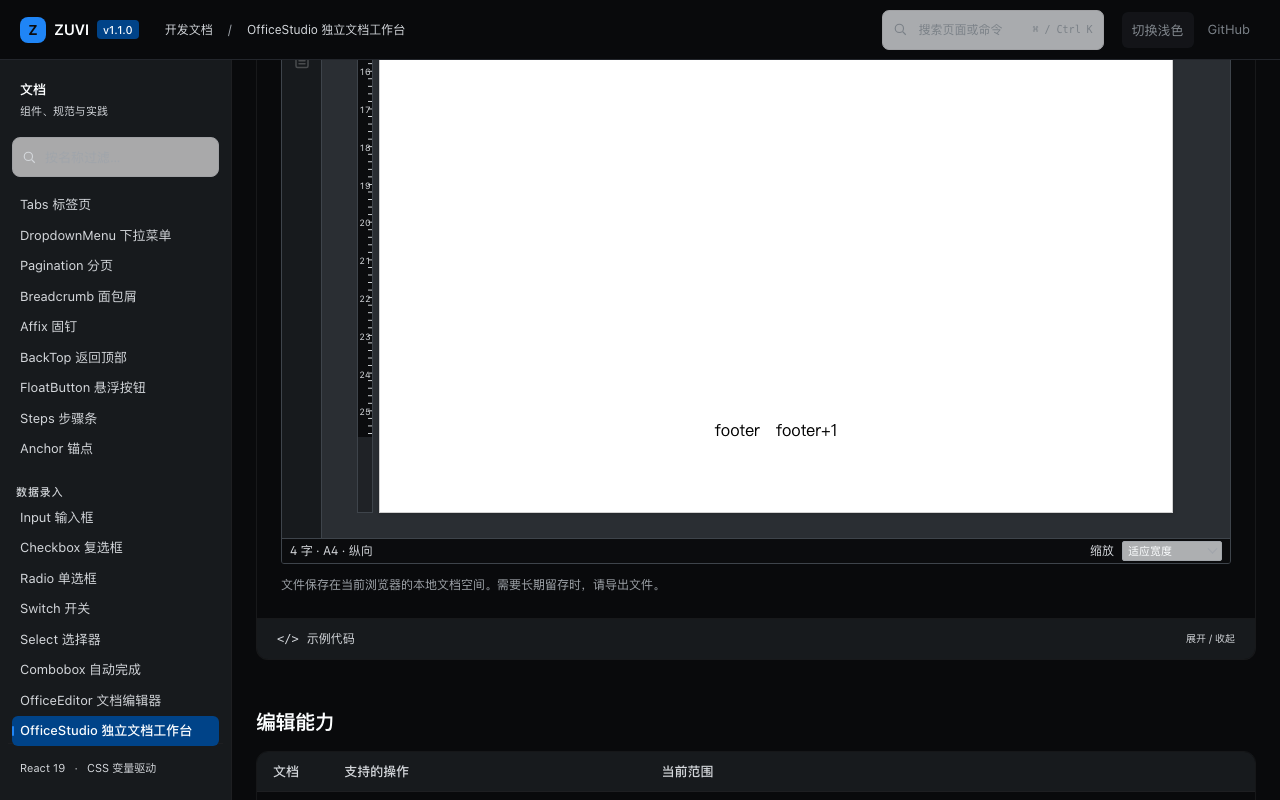 Z ZUVI v1.1.0 开发文档 / OfficeStudio 独立文档工作台 搜索页面或命令 ⌘ / Ctrl K 切换浅色 GitHub
文档
组件、规范与实践
Tabs 标签页
DropdownMenu 下拉菜单
Pagination 分页
Breadcrumb 面包屑
Affix 固钉
BackTop 返回顶部
FloatButton 悬浮按钮
Steps 步骤条
Anchor 锚点
数据录入
Input 输入框
Checkbox 复选框
Radio 单选框
Switch 开关
Select 选择器
Combobox 自动完成
OfficeEditor 文档编辑器
OfficeStudio 独立文档工作台
React 19 · CSS 变量驱动
16
17
18
19
20
21
22
23
24
25
footer footer+1
4 字 · A4 · 纵向 缩放 适应宽度
文件保存在当前浏览器的本地文档空间。需要长期留存时，请导出文件。
</> 示例代码 展开 / 收起
编辑能力
文档 支持的操作 当前范围